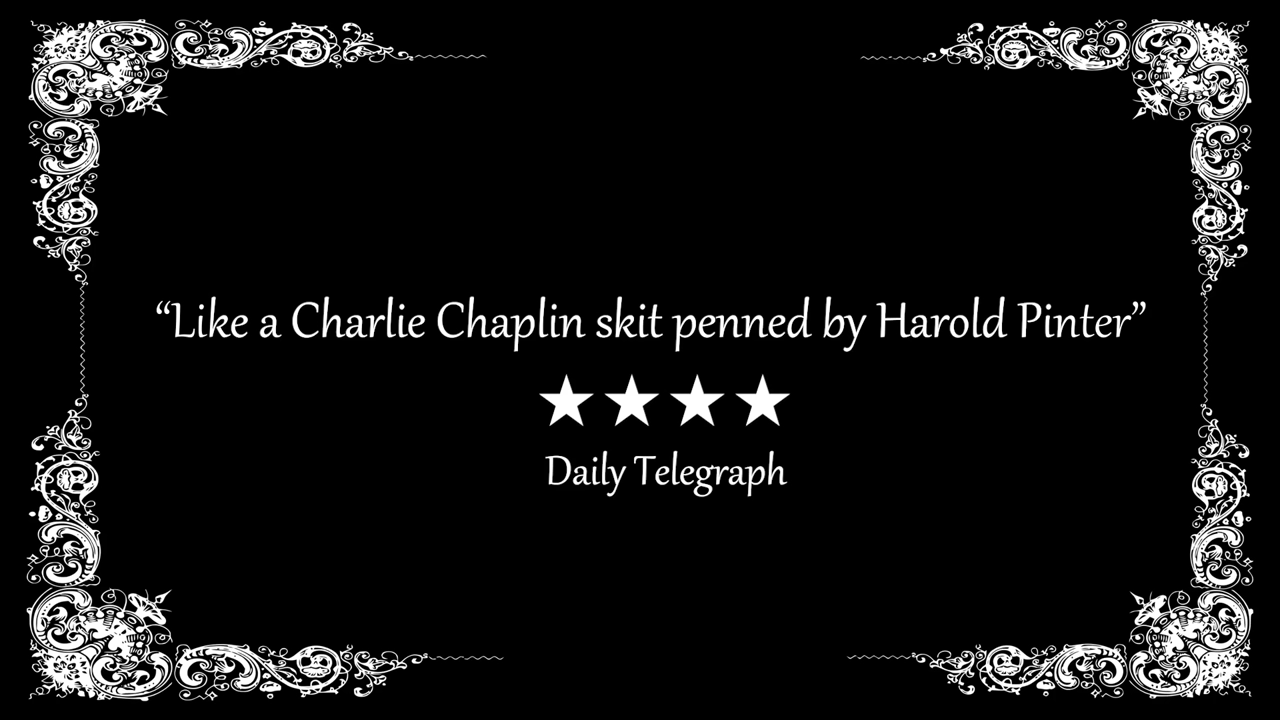 “Like a Charlie Chaplin skit penned by Harold Pinter”
★★★★
Daily Telegraph